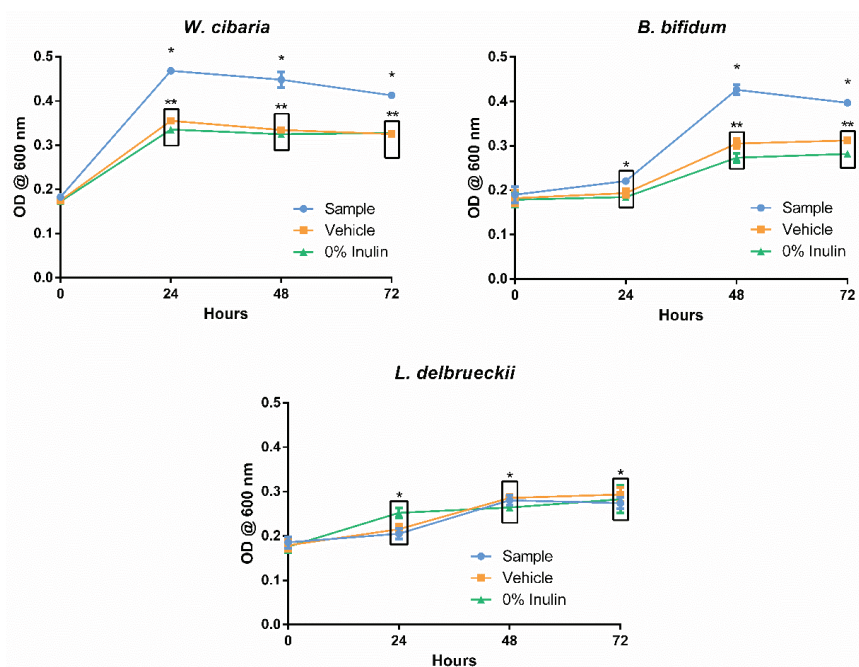 W. cibaria
0.5
0.4
0.3
0.2
0.1
0.0
OD @ 600 nm
* * *
** ** **
Sample
Vehicle
0% Inulin
0 24 48 72
Hours
B. bifidum
0.5
0.4
0.3
0.2
0.1
0.0
OD @ 600 nm
* * *
** **
Sample
Vehicle
0% Inulin
0 24 48 72
Hours
L. delbrueckii
0.5
0.4
0.3
0.2
0.1
0.0
OD @ 600 nm
* * *
Sample
Vehicle
0% Inulin
0 24 48 72
Hours